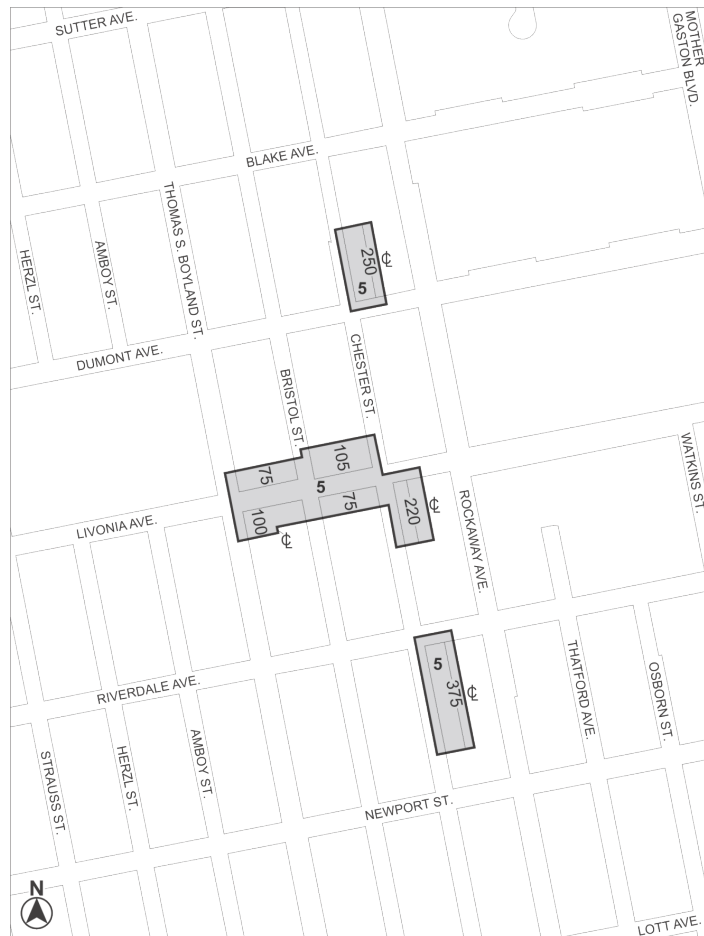 SUTTER AVE.
MOTHER
GASTON BLVD.
BLAKE AVE.
THOMAS S. BOYLAND ST.
HERZL ST.
AMBOY ST.
250
℄
5
DUMONT AVE.
BRISTOL ST.
CHESTER ST.
75
105
5
75
100
℄
220
℄
WATKINS ST.
LIVONIA AVE.
ROCKAWAY AVE.
RIVERDALE AVE.
5
375
℄
THATFORD AVE.
OSBORN ST.
STRAUSS ST.
HERZL ST.
AMBOY ST.
NEWPORT ST.
N
LOTT AVE.